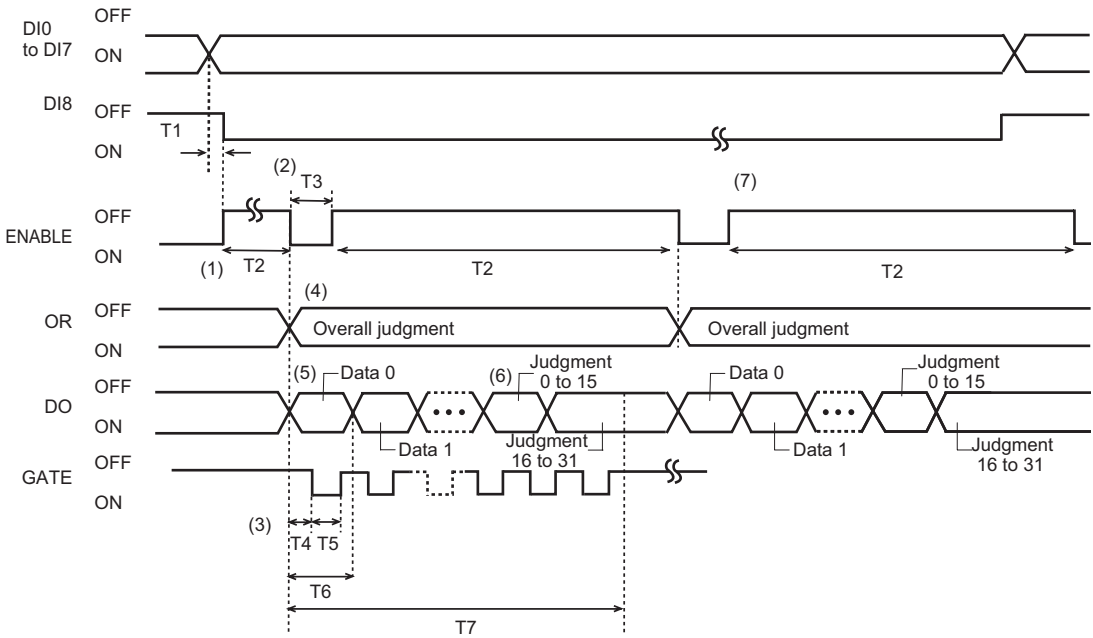 DI0
to DI7
OFF
ON
DI8
OFF
T1
ON
(2)
T3
(7)
ENABLE
OFF
ON
(1)
T2
T2
T2
OR
OFF
ON
(4)
Overall judgment
Overall judgment
DO
OFF
ON
(5)
Data 0
Data 1
(6)
Judgment
0 to 15
Judgment
16 to 31
Data 0
Data 1
Judgment
0 to 15
Judgment
16 to 31
GATE
OFF
ON
(3)
T4
T5
T6
T7